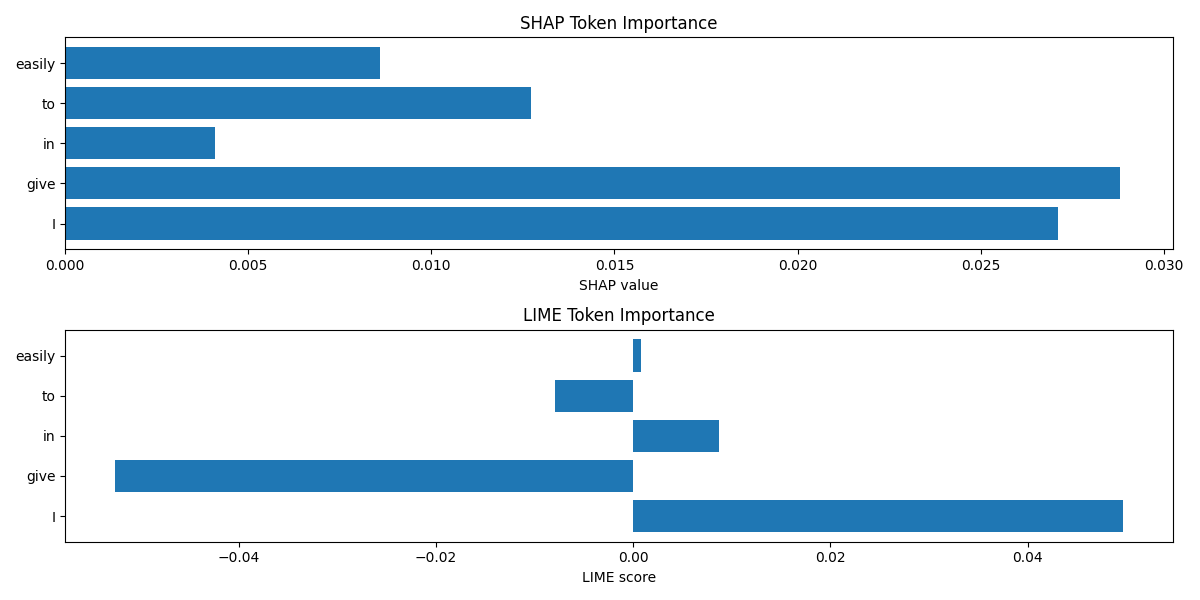 SHAP Token Importance
easily
to
in
give
I
0.000 0.005 0.010 0.015 0.020 0.025 0.030
SHAP value
LIME Token Importance
easily
to
in
give
I
−0.04 −0.02 0.00 0.02 0.04
LIME score